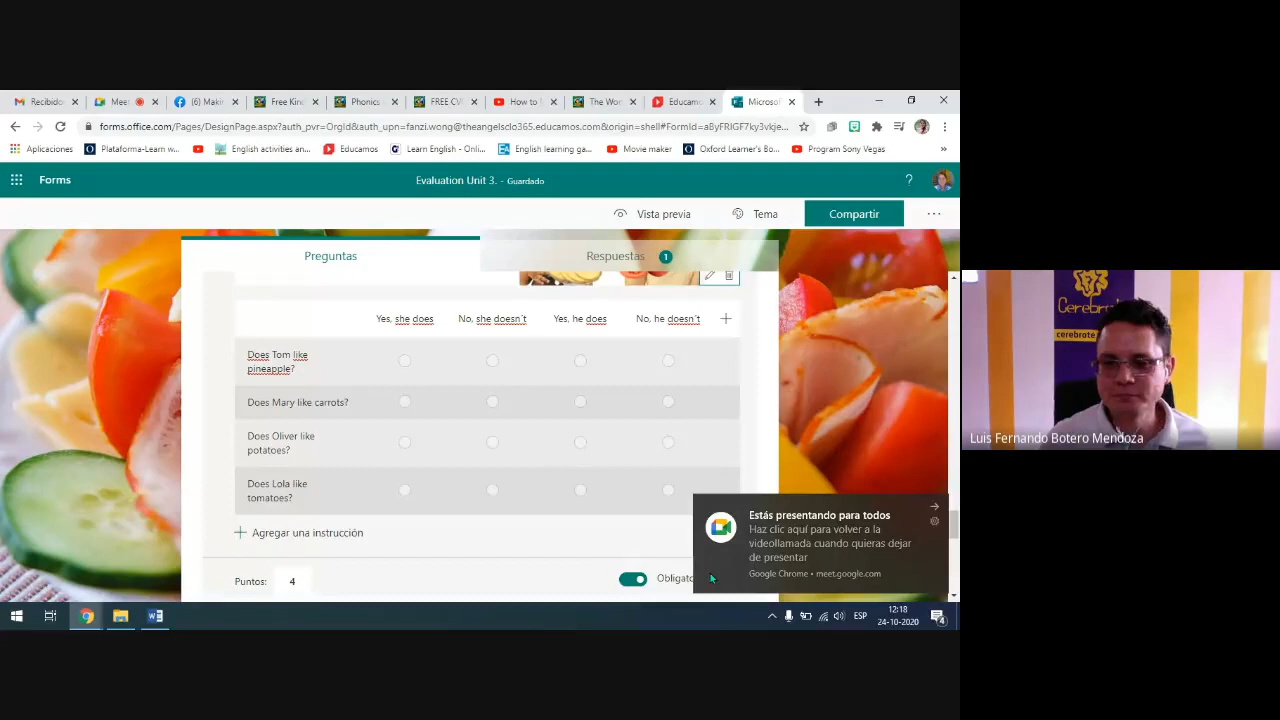 Recibido
Meet
(6) Maki
Free Kin
Phonics
FREE CV
How to
The Wor
Educamo
Microsof
forms.office.com/Pages/DesignPage.aspx?auth_pvr=OrgId&auth_upn=fanzi.wong@theangelsclo365.educamos.com&origin=shell#FormId=aByFRIGF7ky3vkje...
Aplicaciones
Plataforma-Learn w...
English activities an...
Educamos
Learn English - Onli...
English learning ga...
Movie maker
Oxford Learner's Bo...
Program Sony Vegas
»
Forms
Evaluation Unit 3. - Guardado
?
Vista previa
Tema
Compartir
...
Preguntas
Respuestas 1
Yes, she does No, she doesn´t Yes, he does No, he doesn´t
Does Tom like
pineapple?
Does Mary like carrots?
Does Oliver like
potatoes?
Does Lola like
tomatoes?
Agregar una instrucción
Puntos: 4
Obligato
Estás presentando para todos
Haz clic aquí para volver a la
videollamada cuando quieras dejar
de presentar
Google Chrome • meet.google.com
ESP
12:18
24-10-2020
4
Cerebrat
cerebrate
Luis Fernando Botero Mendoza